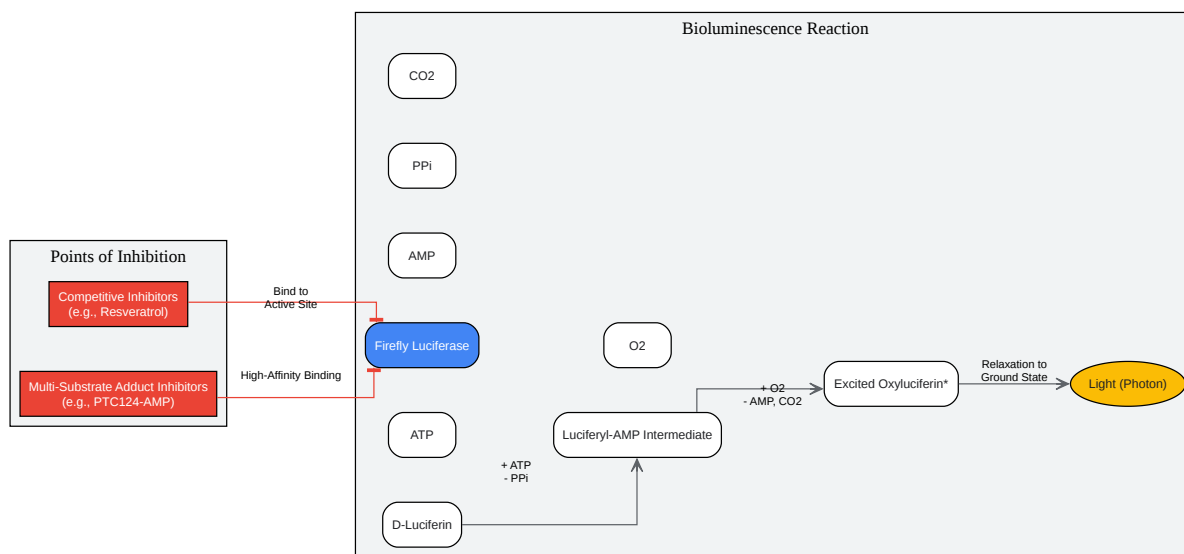 Bioluminescence Reaction
CO2
PPi
AMP
Points of Inhibition
Competitive Inhibitors
(e.g., Resveratrol)
Bind to
Active Site
Firefly Luciferase
O2
Multi-Substrate Adduct Inhibitors
(e.g., PTC124-AMP)
High-Affinity Binding
Excited Oxyluciferin*
Relaxation to
Ground State
Light (Photon)
+ O2
- AMP, CO2
ATP
Luciferyl-AMP Intermediate
+ ATP
- PPi
D-Luciferin